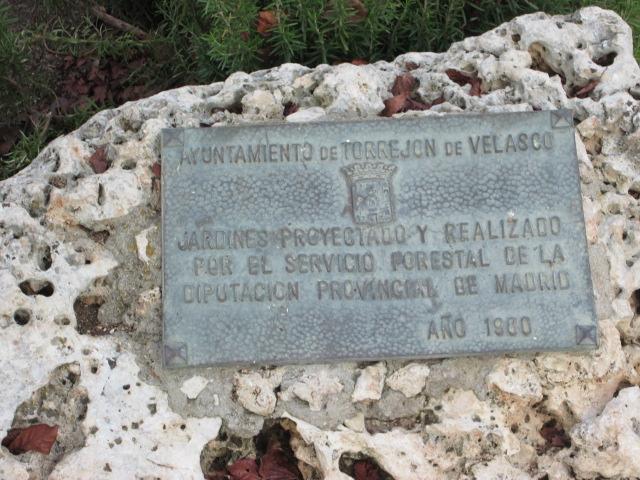 AYUNTAMIENTO DE TORREJON DE VELASCO
JARDINES PROYECTADO Y REALIZADO
POR EL SERVICIO FORESTAL DE LA
DIPUTACION PROVINCIAL DE MADRID
AÑO 1980